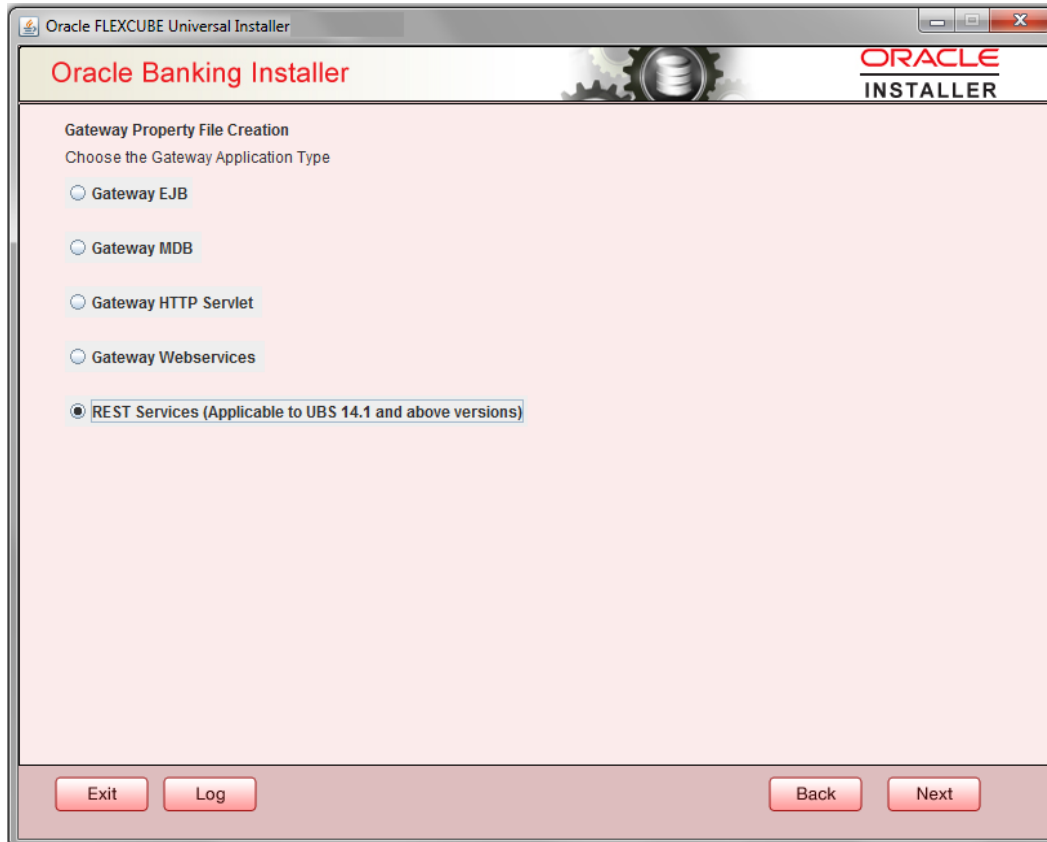 Oracle FLEXCUBE Universal Installer
Oracle Banking Installer
ORACLE
INSTALLER
Gateway Property File Creation
Choose the Gateway Application Type
Gateway EJB
Gateway MDB
Gateway HTTP Servlet
Gateway Webservices
REST Services (Applicable to UBS 14.1 and above versions)
Exit Log Back Next